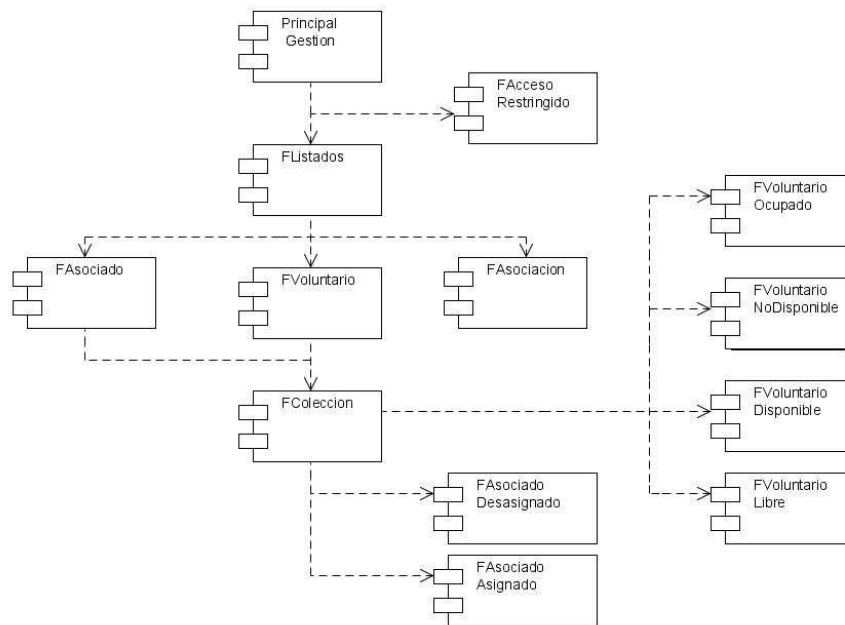 Principal
Gestion
FAcceso
Restringido
FListados
FVoluntario
Ocupado
FAsociado
FVoluntario
FAsociacion
FVoluntario
NoDisponible
FColeccion
FVoluntario
Disponible
FAsociado
Desasignado
FVoluntario
Libre
FAsociado
Asignado